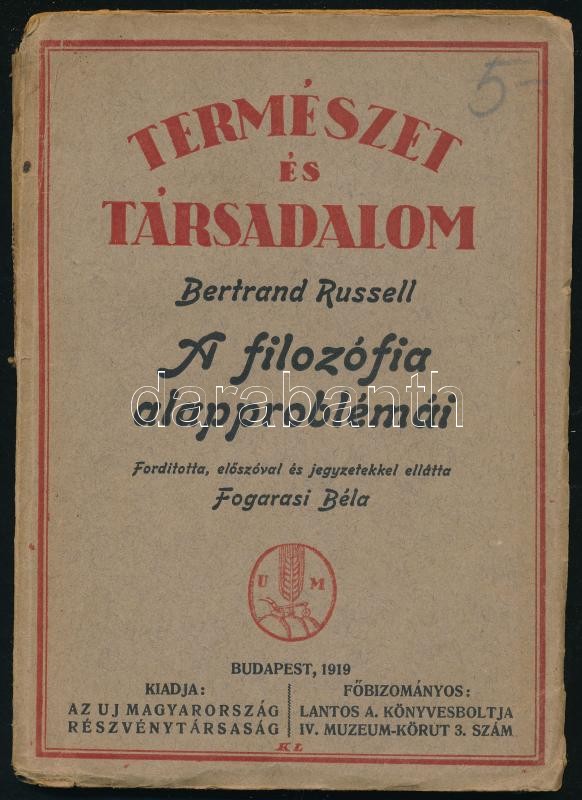 5-
TERMÉSZET
ÉS
TÁRSADALOM
Bertrand Russell
A filozófia
alapproblémái
darabanth
Forditotta, előszóval és jegyzetekkel ellátta
Fogarasi Béla
U M
BUDAPEST, 1919
KIADJA:
AZ UJ MAGYARORSZÁG
RÉSZVÉNYTÁRSASÁG
FŐBIZOMÁNYOS:
LANTOS A. KÖNYVESBOLTJA
IV. MUZEUM-KÖRUT 3. SZÁM
KL